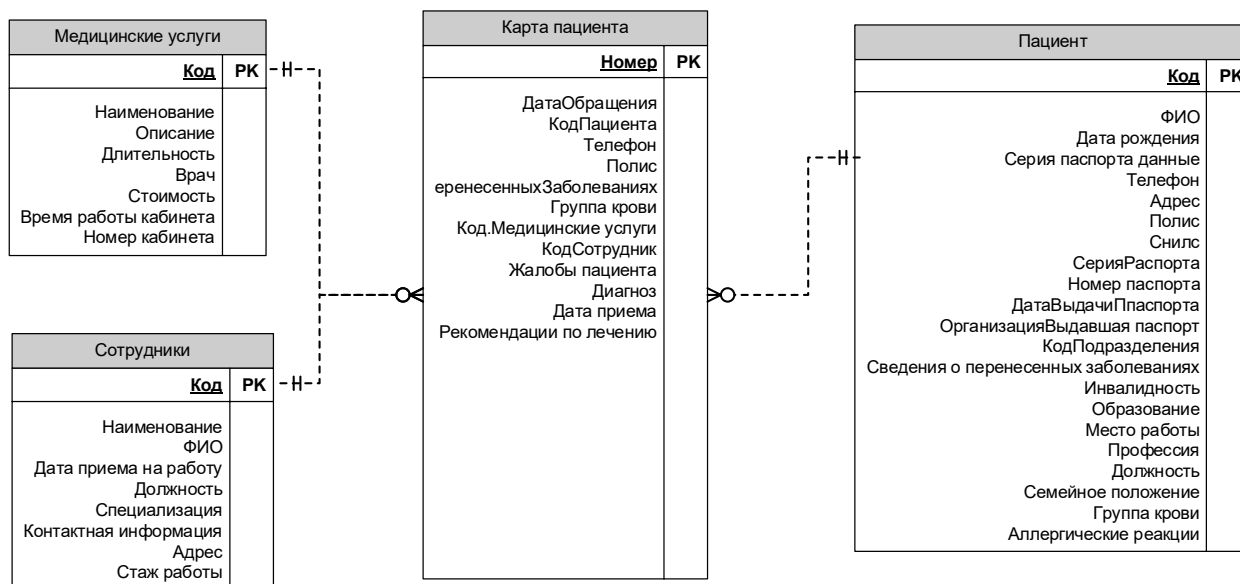 Медицинские услуги
Код PK
Наименование
Описание
Длительность
Врач
Стоимость
Время работы кабинета
Номер кабинета
Сотрудники
Код PK
Наименование
ФИО
Дата приема на работу
Должность
Специализация
Контактная информация
Адрес
Стаж работы
Карта пациента
Номер PK
ДатаОбращения
КодПациента
Телефон
Полис
еренесенныхЗаболеваниях
Группа крови
Код.Медицинские услуги
КодСотрудник
Жалобы пациента
Диагноз
Дата приема
Рекомендации по лечению
Пациент
Код PK
ФИО
Дата рождения
Серия паспорта данные
Телефон
Адрес
Полис
Снилс
СерияРаспорта
Номер паспорта
ДатаВыдачиПпаспорта
ОрганизацияВыдавшая паспорт
КодПодразделения
Сведения о перенесенных заболеваниях
Инвалидность
Образование
Место работы
Профессия
Должность
Семейное положение
Группа крови
Аллергические реакции